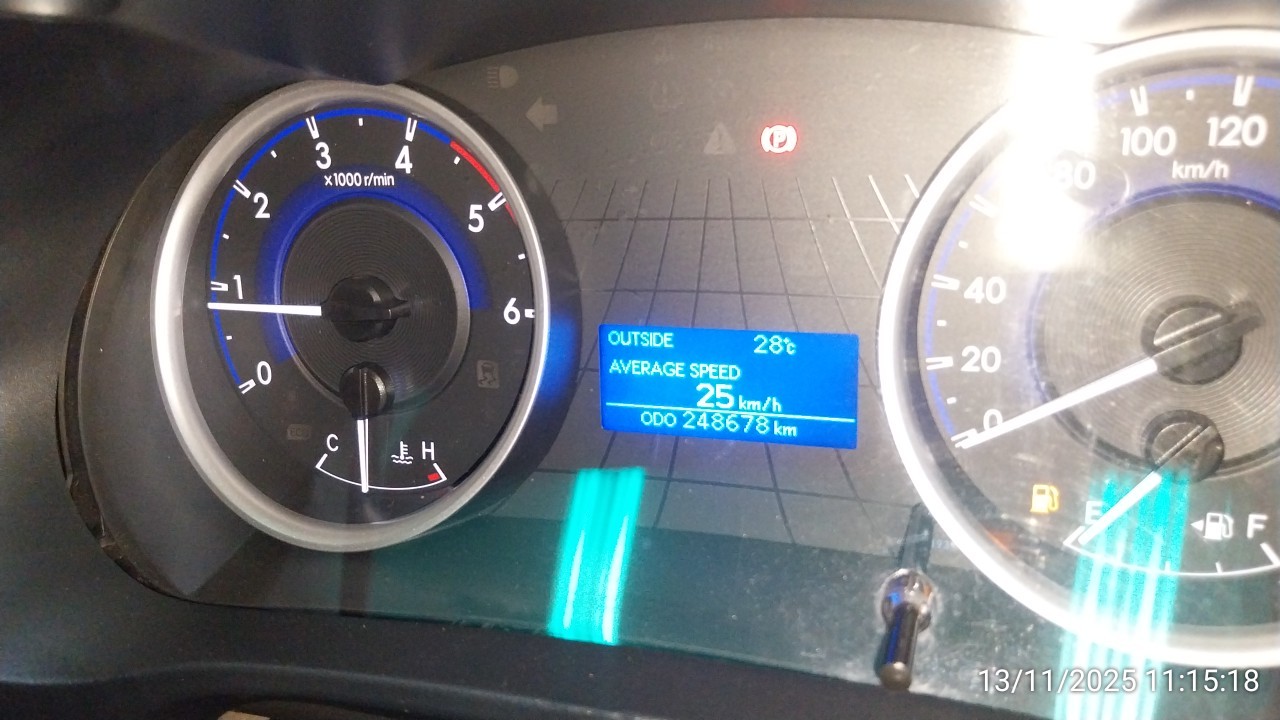 0
1
2
3
4
5
6
×1000 r/min
C
H
OUTSIDE 28°C
AVERAGE SPEED
25 km/h
ODO 248678 km
0
20
40
80
100
120
km/h
E
F
13/11/2025 11:15:18